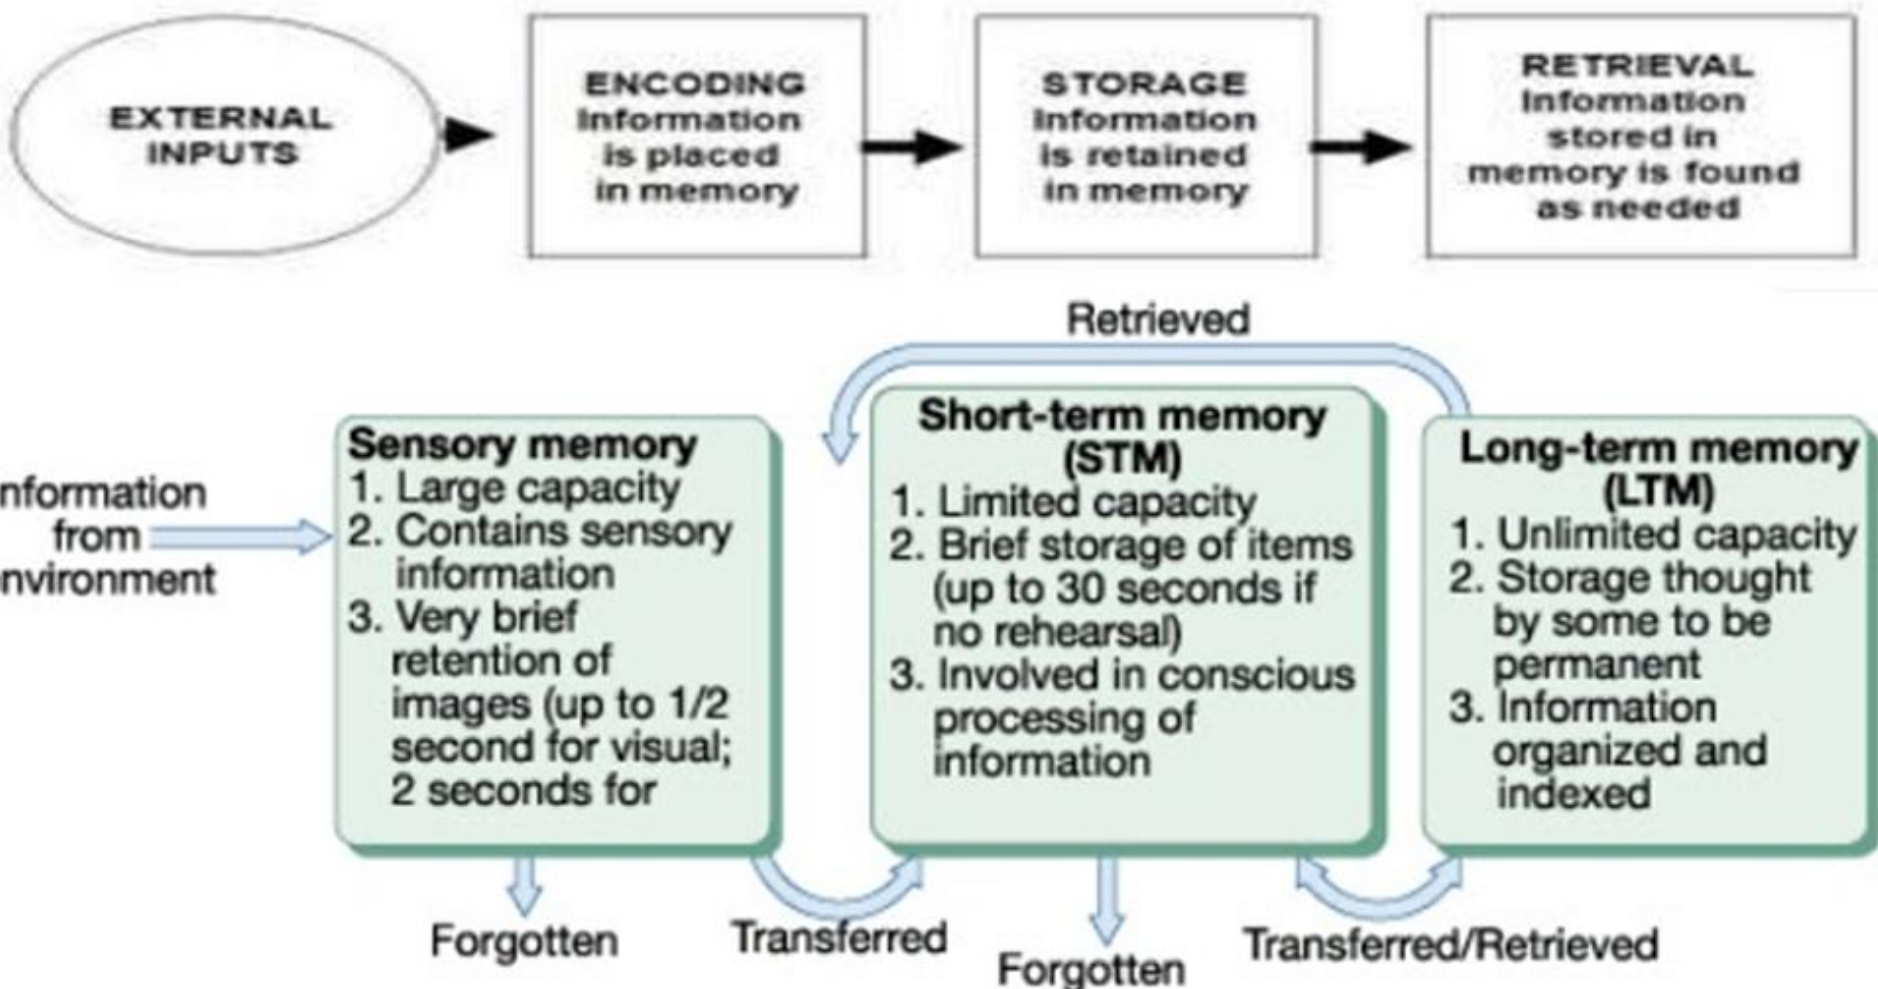 EXTERNAL
INPUTS
ENCODING
Information
is placed
in memory
STORAGE
Information
is retained
in memory
RETRIEVAL
Information
stored in
memory is found
as needed
Retrieved
nformation
from
nvironment
Sensory memory
1. Large capacity
2. Contains sensory
information
3. Very brief
retention of
images (up to 1/2
second for visual;
2 seconds for
Short-term memory
(STM)
1. Limited capacity
2. Brief storage of items
(up to 30 seconds if
no rehearsal)
3. Involved in conscious
processing of
information
Long-term memory
(LTM)
1. Unlimited capacity
2. Storage thought
by some to be
permanent
3. Information
organized and
indexed
Forgotten
Transferred
Forgotten
Transferred/Retrieved